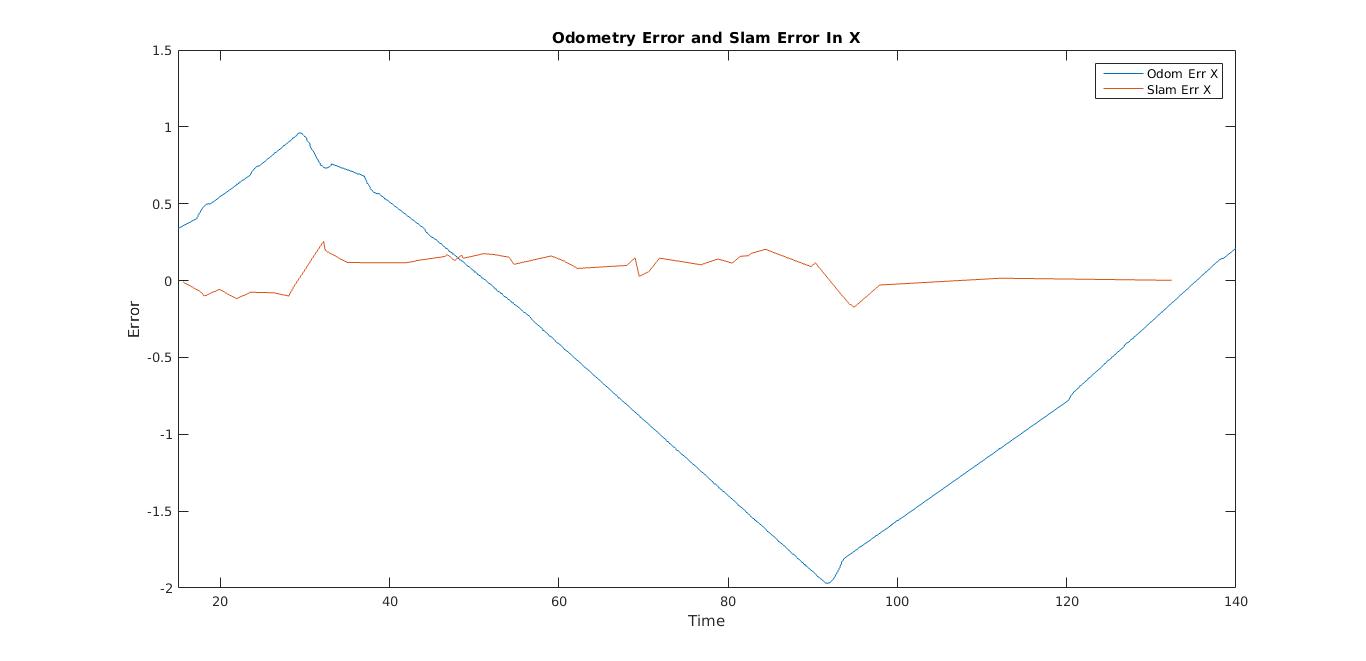 Odometry Error and Slam Error In X
1.5
1
0.5
0
-0.5
-1
-1.5
-2
Error
20 40 60 80 100 120 140
Time
Odom Err X
Slam Err X